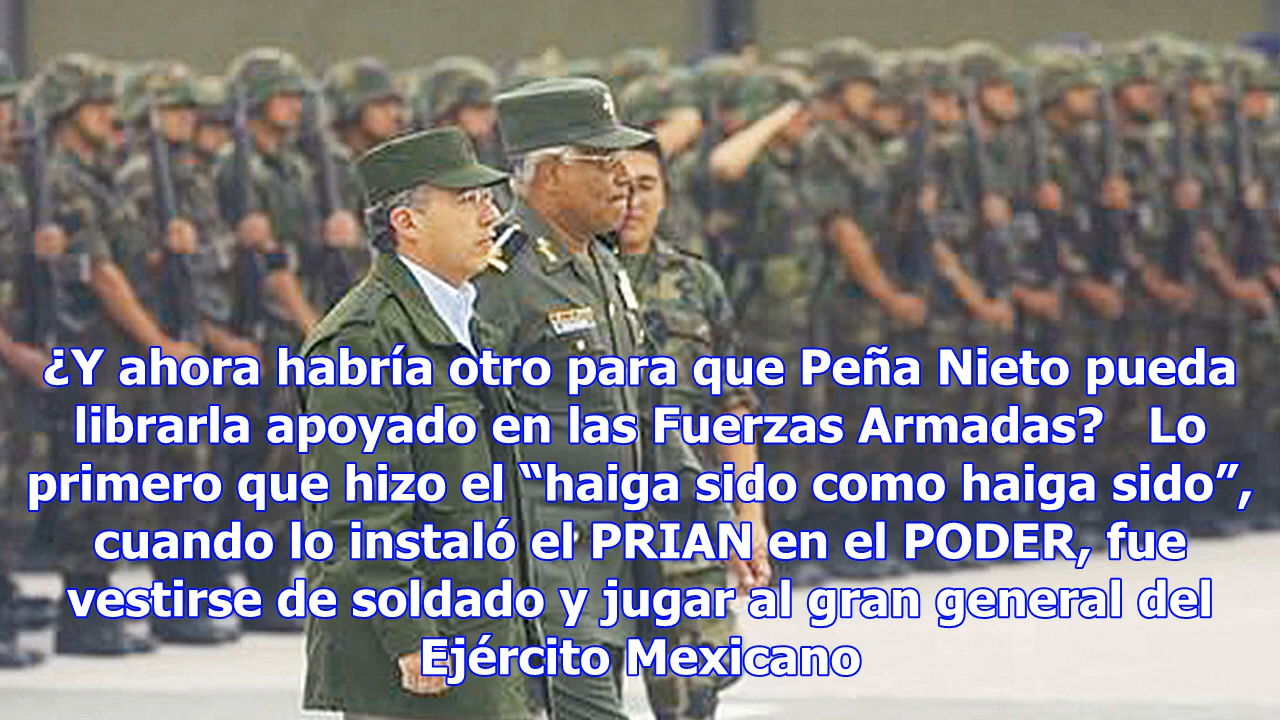 ¿Y ahora habría otro para que Peña Nieto pueda
librarla apoyado en las Fuerzas Armadas? Lo
primero que hizo el “haiga sido como haiga sido”,
cuando lo instaló el PRIAN en el PODER, fue
vestirse de soldado y jugar al gran general del
Ejército Mexicano